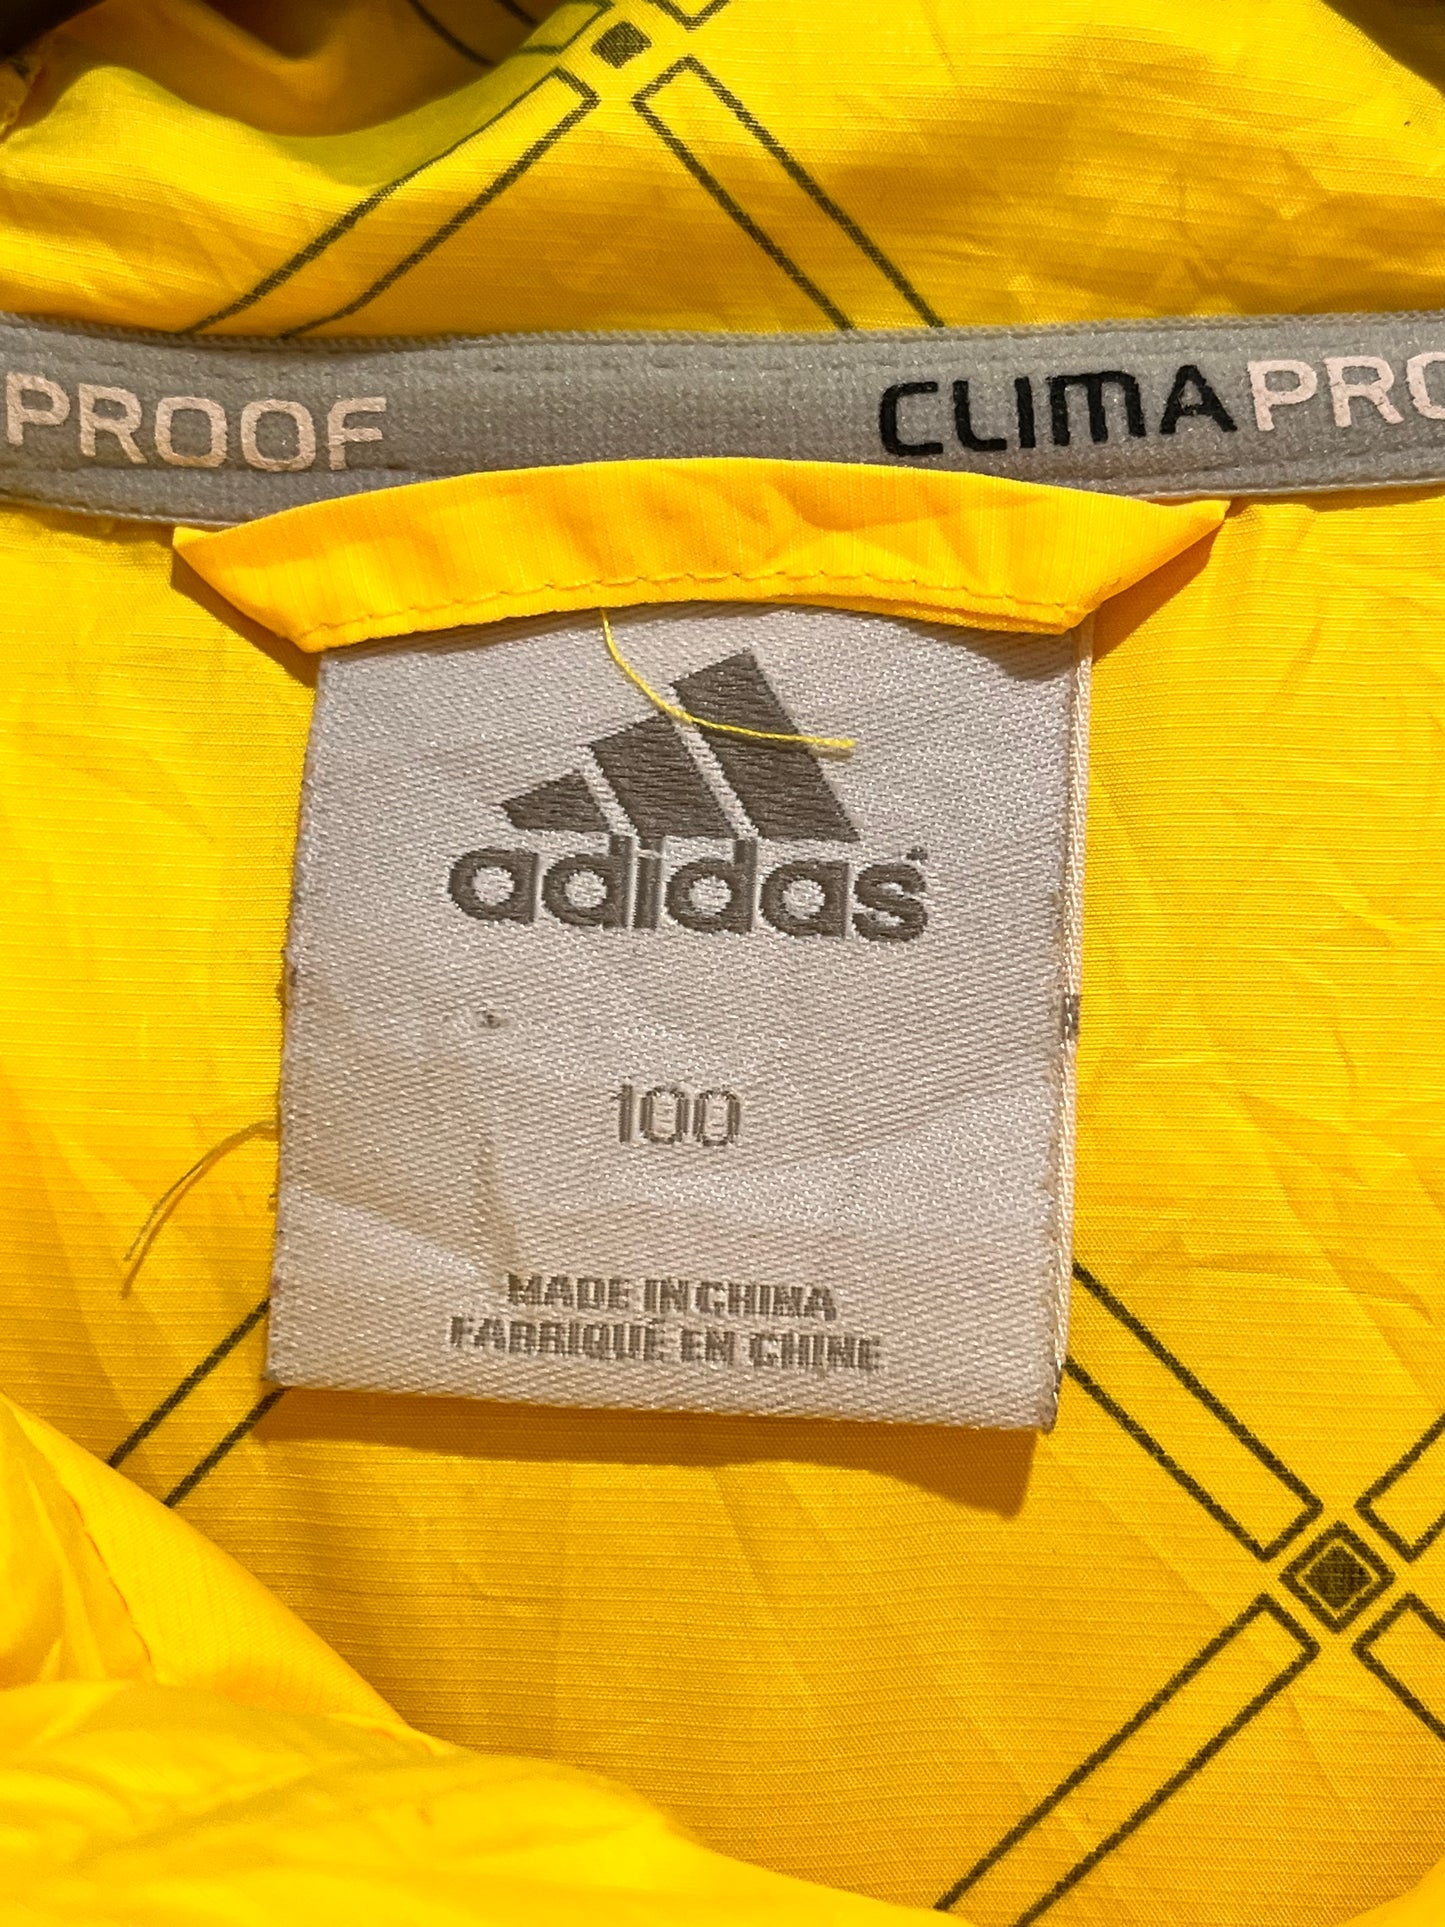 PROOF CLIMAPRO
adidas
100
MADE IN CHINA
FABRIQUÉ EN CHINE